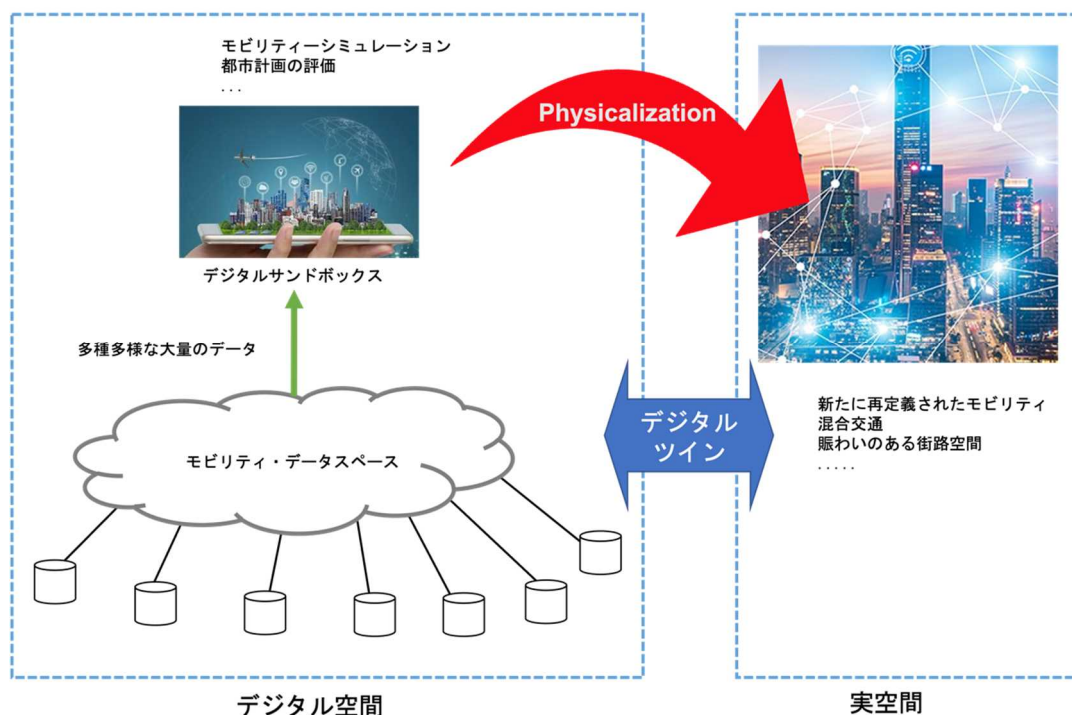 モビリティーシミュレーション
都市計画の評価
...
Physicalization
デジタルサンドボックス
多種多様な大量のデータ
モビリティ・データスペース
デジタル
ツイン
新たに再定義されたモビリティ
混合交通
賑わいのある街路空間
.....
デジタル空間
実空間